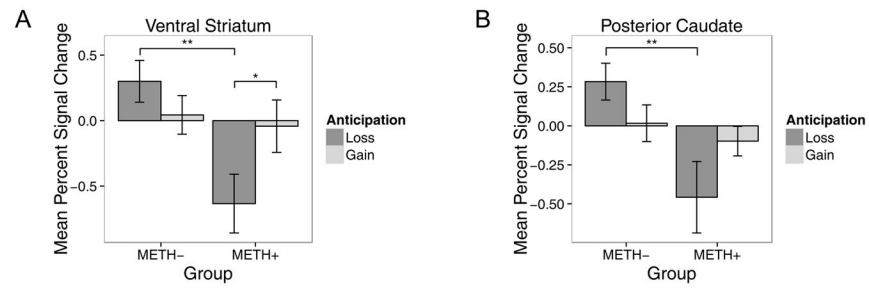 A
Ventral Striatum
Mean Percent Signal Change
0.5
0.0
−0.5
**
*
METH−
METH+
Group
Anticipation
Loss
Gain
B
Posterior Caudate
Mean Percent Signal Change
0.50
0.25
0.00
−0.25
−0.50
**
METH−
METH+
Group
Anticipation
Loss
Gain